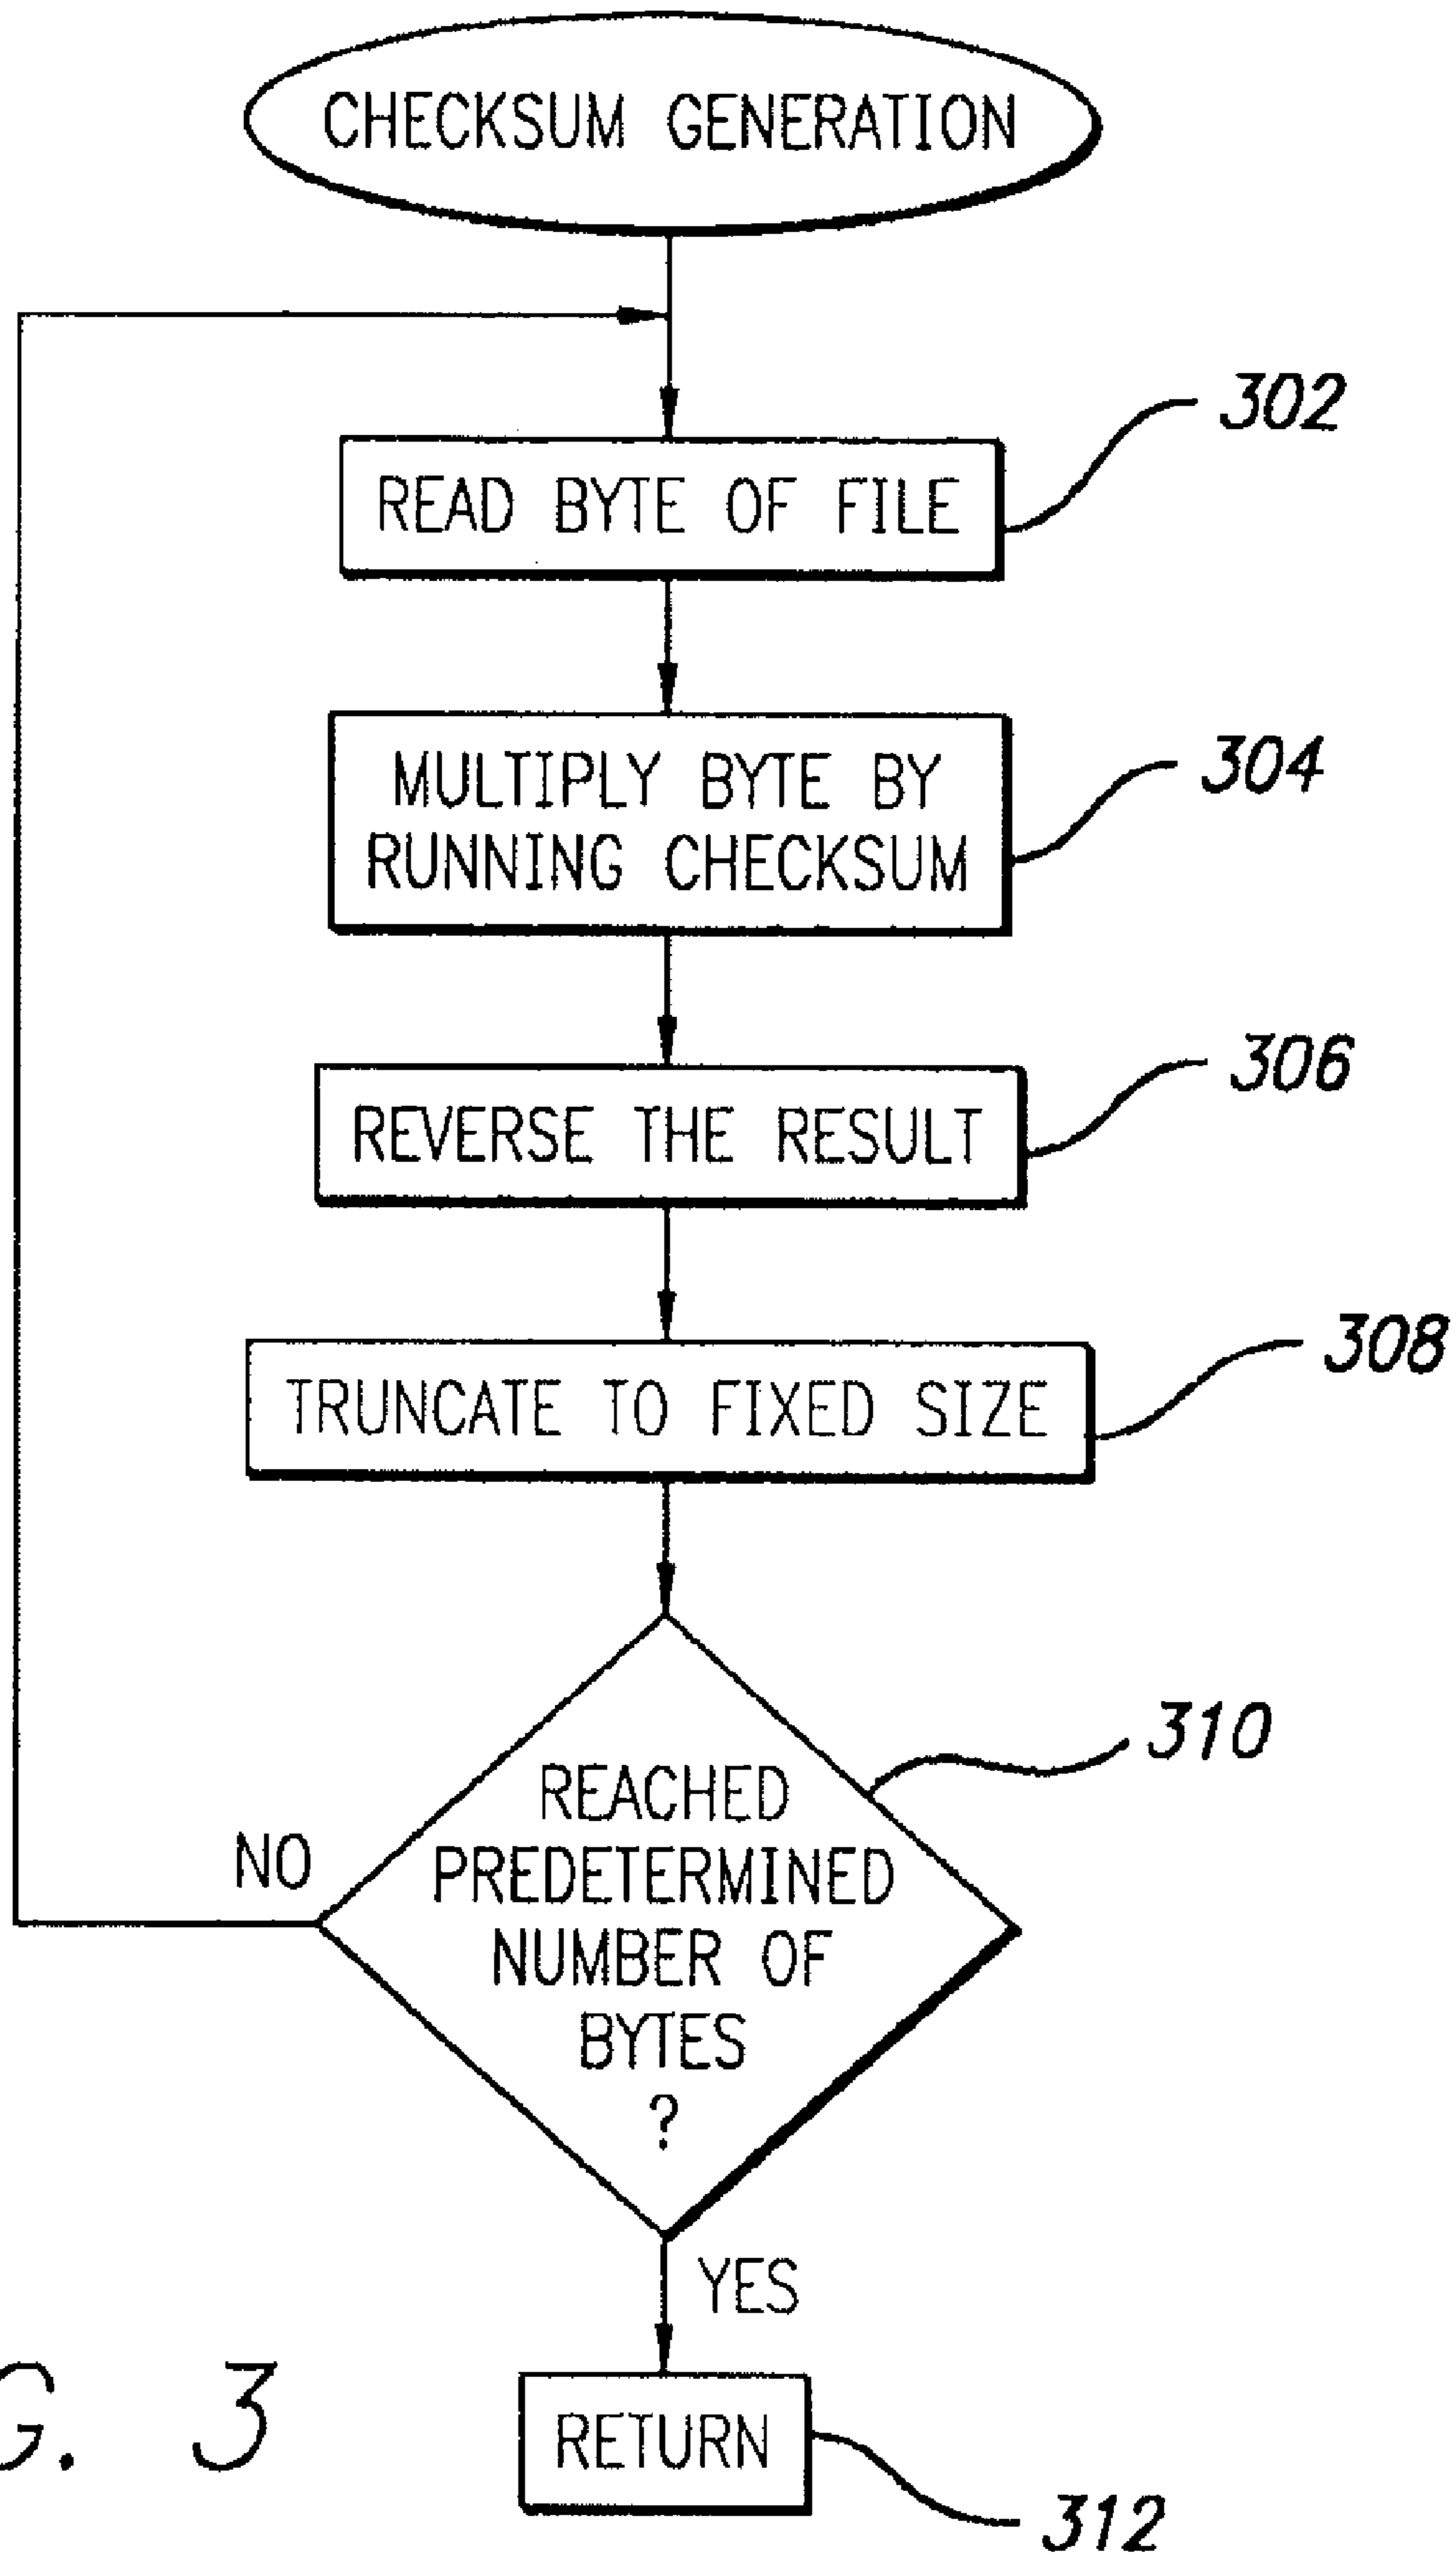 CHECKSUM GENERATION
302
READ BYTE OF FILE
304
MULTIPLY BYTE BY
RUNNING CHECKSUM
306
REVERSE THE RESULT
308
TRUNCATE TO FIXED SIZE
310
REACHED
PREDETERMINED
NUMBER OF
BYTES
?
NO
YES
G. 3
RETURN
312